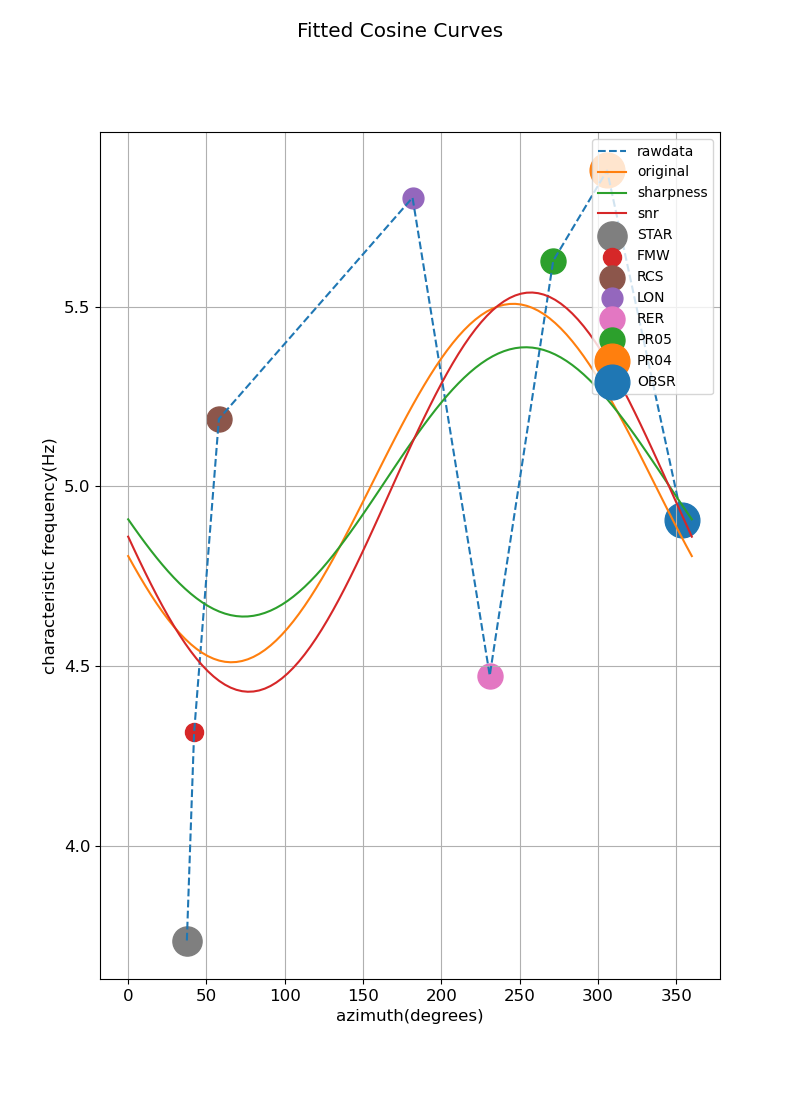 Fitted Cosine Curves
rawdata
original
sharpness
snr
STAR
FMW
RCS
LON
RER
PR05
PR04
OBSR
characteristic frequency(Hz)
5.5
5.0
4.5
4.0
0 50 100 150 200 250 300 350
azimuth(degrees)